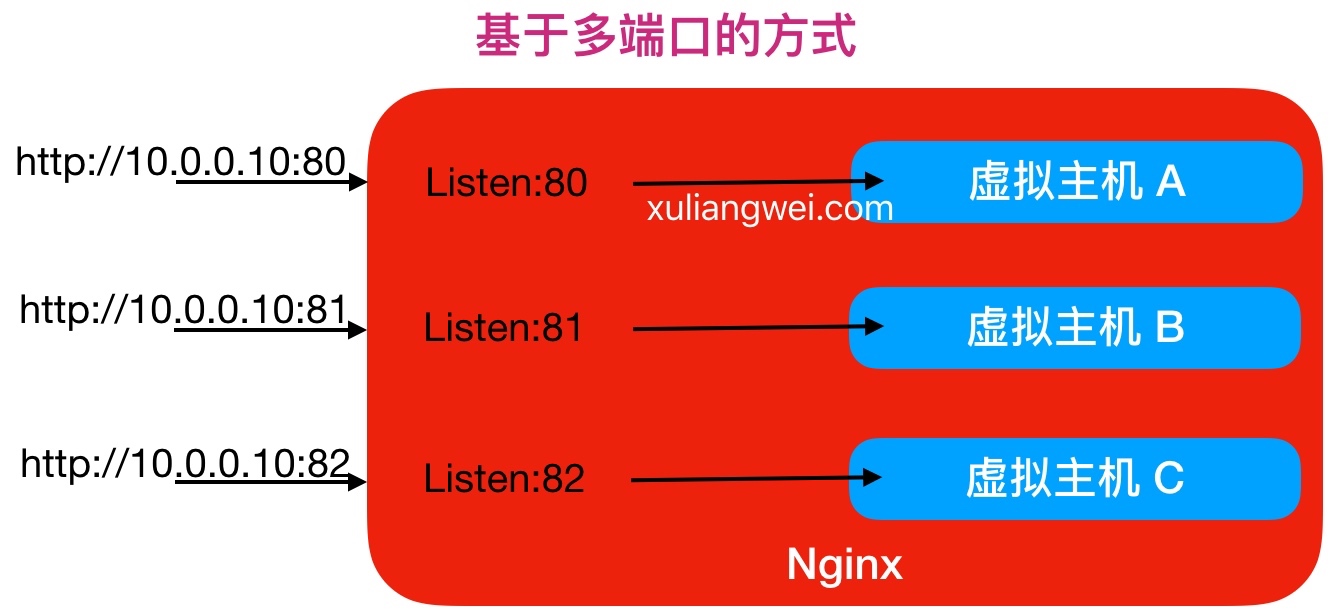 基于多端口的方式
http://10.0.0.10:80
Listen:80
虚拟主机 A
xuliangwei.com
http://10.0.0.10:81
Listen:81
虚拟主机 B
http://10.0.0.10:82
Listen:82
虚拟主机 C
Nginx